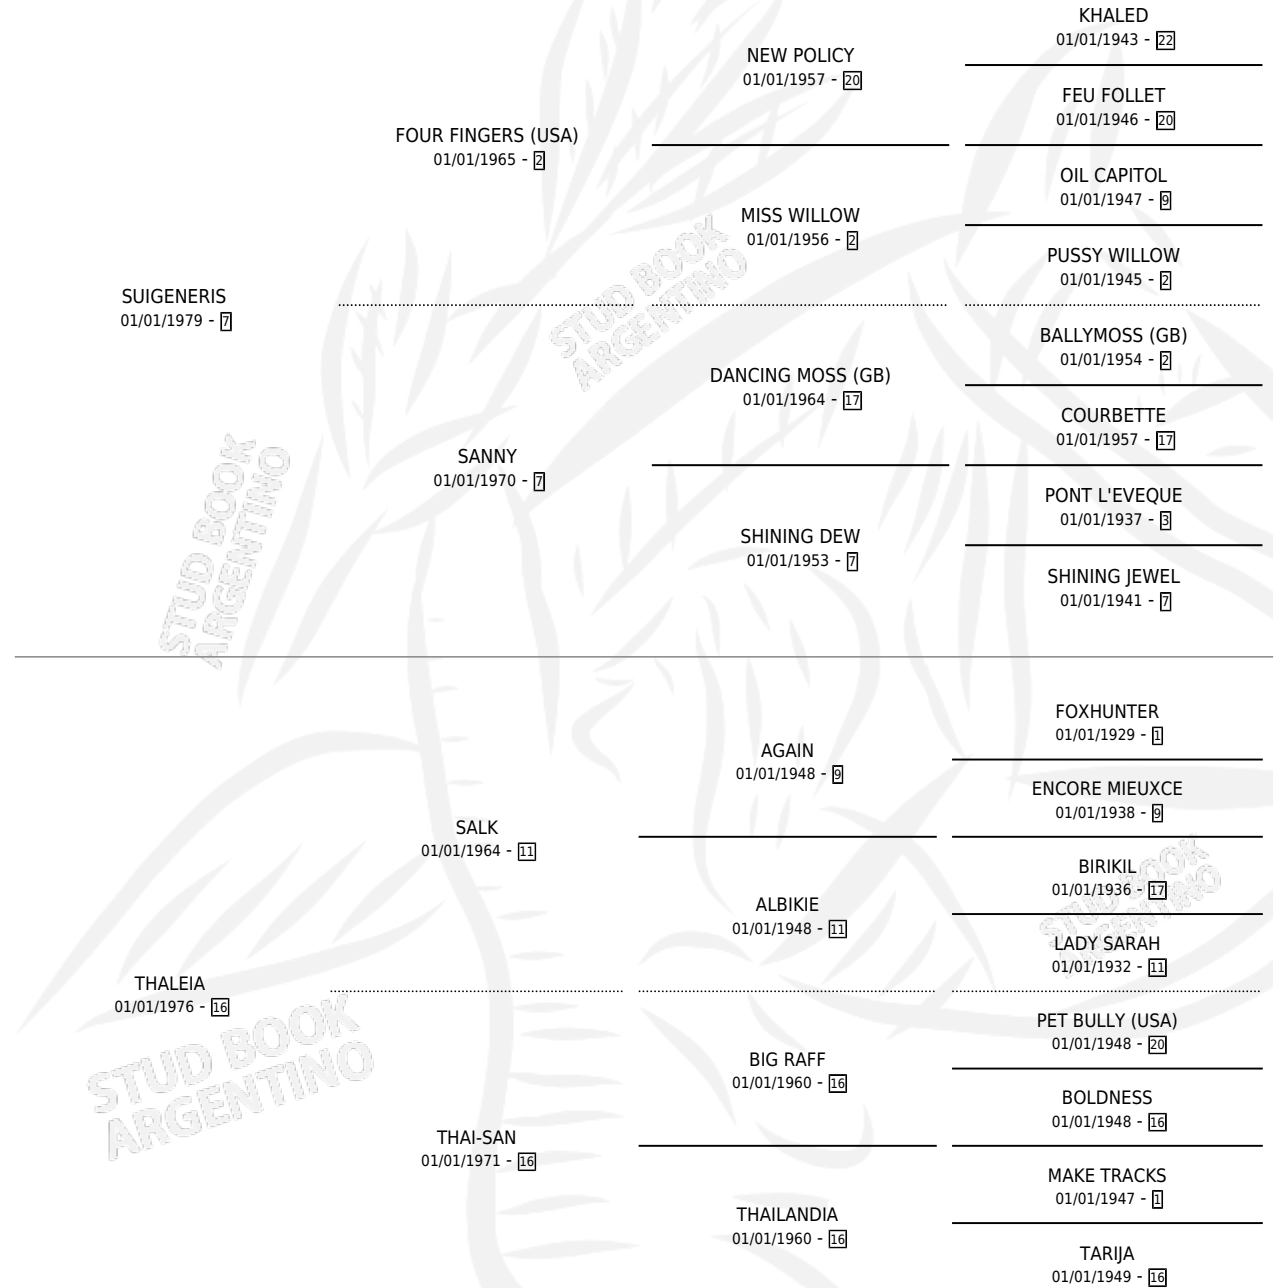 KHALED
01/01/1943 - 22
NEW POLICY
01/01/1957 - 20
FEU FOLLET
01/01/1946 - 20
FOUR FINGERS (USA)
01/01/1965 - 2
OIL CAPITOL
01/01/1947 - 9
MISS WILLOW
01/01/1956 - 2
PUSSY WILLOW
01/01/1945 - 2
STUD BOOK
ARGENTINO
SUIGENERIS
01/01/1979 - 7
BALLYMOSS (GB)
01/01/1954 - 2
DANCING MOSS (GB)
01/01/1964 - 17
COURBETTE
01/01/1957 - 17
SANNY
01/01/1970 - 7
PONT L'EVEQUE
01/01/1937 - 3
SHINING DEW
01/01/1953 - 7
SHINING JEWEL
01/01/1941 - 7
STUD BOOK
ARGENTINO
FOXHUNTER
01/01/1929 - 1
AGAIN
01/01/1948 - 9
ENCORE MIEUXCE
01/01/1938 - 9
SALK
01/01/1964 - 11
BIRIKIL
01/01/1936 - 17
ALBIKIE
01/01/1948 - 11
LADY SARAH
01/01/1932 - 11
STUD BOOK
ARGENTINO
THALEIA
01/01/1976 - 16
PET BULLY (USA)
01/01/1948 - 20
BIG RAFF
01/01/1960 - 16
BOLDNESS
01/01/1948 - 16
STUD BOOK
ARGENTINO
THAI-SAN
01/01/1971 - 16
MAKE TRACKS
01/01/1947 - 1
THAILANDIA
01/01/1960 - 16
TARIJA
01/01/1949 - 16